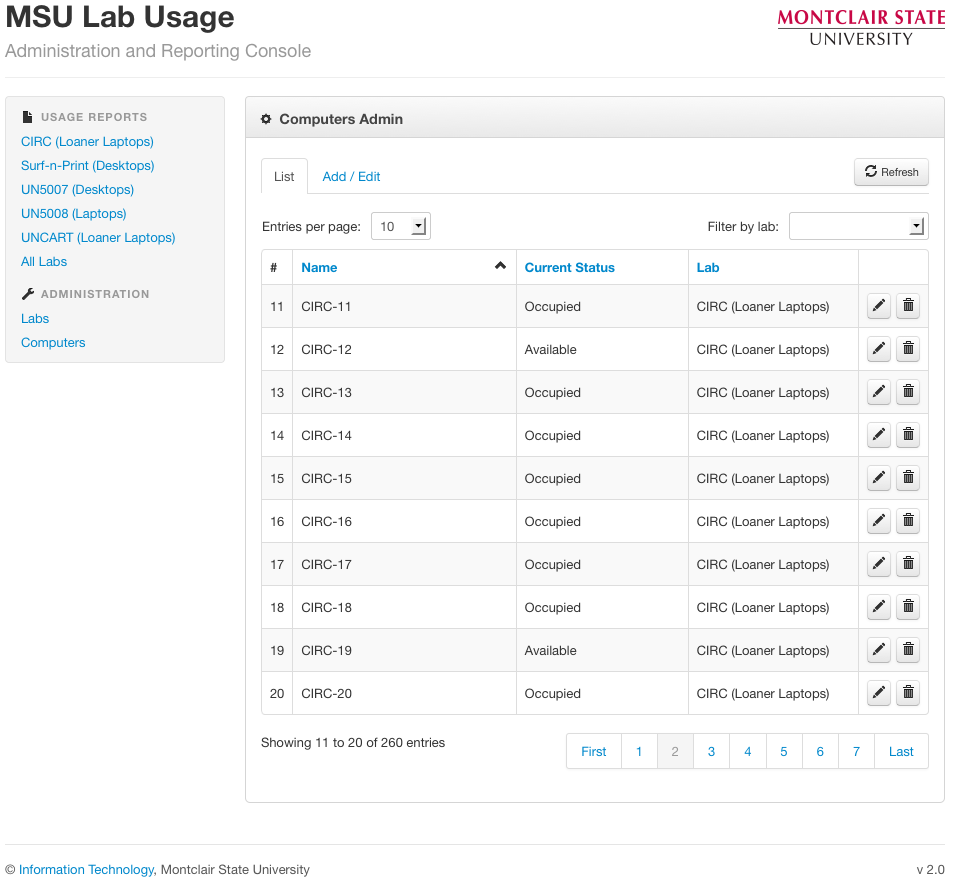 MSU Lab Usage
Administration and Reporting Console
MONTCLAIR STATE
UNIVERSITY
USAGE REPORTS
CIRC (Loaner Laptops)
Surf-n-Print (Desktops)
UN5007 (Desktops)
UN5008 (Laptops)
UNCART (Loaner Laptops)
All Labs
ADMINISTRATION
Labs
Computers
Computers Admin
List Add / Edit Refresh
Entries per page: 10 Filter by lab:
# Name Current Status Lab
11 CIRC-11 Occupied CIRC (Loaner Laptops)
12 CIRC-12 Available CIRC (Loaner Laptops)
13 CIRC-13 Occupied CIRC (Loaner Laptops)
14 CIRC-14 Occupied CIRC (Loaner Laptops)
15 CIRC-15 Occupied CIRC (Loaner Laptops)
16 CIRC-16 Occupied CIRC (Loaner Laptops)
17 CIRC-17 Occupied CIRC (Loaner Laptops)
18 CIRC-18 Occupied CIRC (Loaner Laptops)
19 CIRC-19 Available CIRC (Loaner Laptops)
20 CIRC-20 Occupied CIRC (Loaner Laptops)
Showing 11 to 20 of 260 entries First 1 2 3 4 5 6 7 Last
© Information Technology, Montclair State University v 2.0